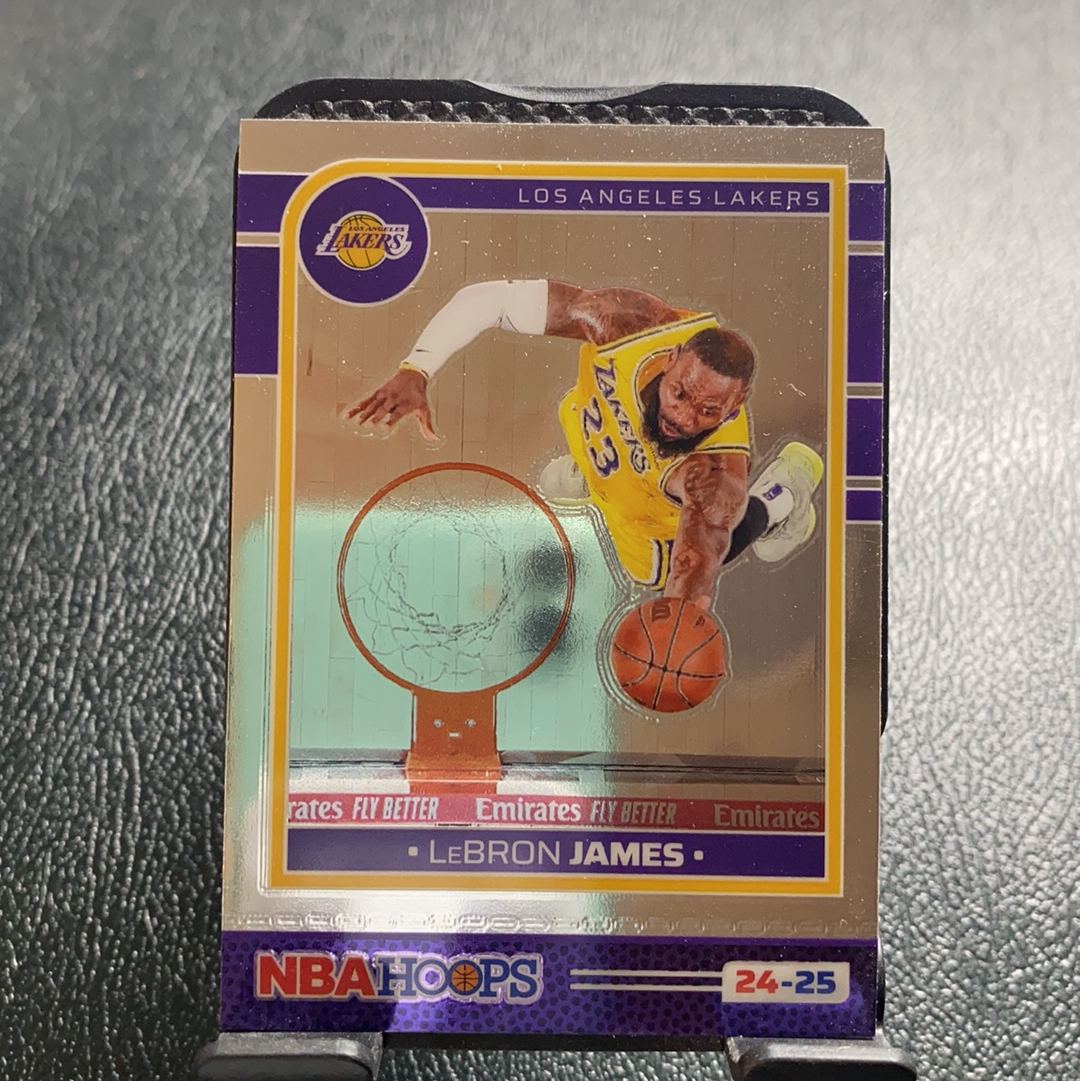 LOS ANGELES LAKERS
LOS ANGELES
LAKERS
LAKERS
23
rates FLY BETTER Emirates FLY BETTER Emirates
• LeBRON JAMES •
NBA HOOPS
24-25